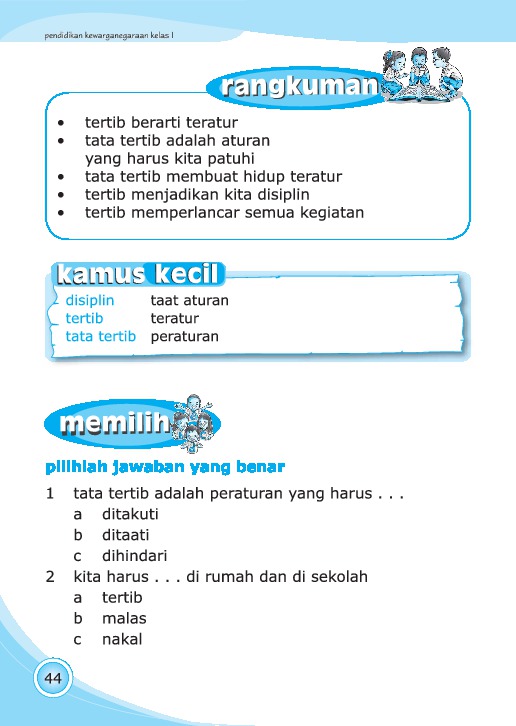 pendidikan kewarganegaraan kelas I
rangkuman
• tertib berarti teratur
• tata tertib adalah aturan
yang harus kita patuhi
• tata tertib membuat hidup teratur
• tertib menjadikan kita disiplin
• tertib memperlancar semua kegiatan
kamus kecil
disiplin taat aturan
tertib teratur
tata tertib peraturan
memilih
pilihlah jawaban yang benar
1 tata tertib adalah peraturan yang harus . . .
a ditakuti
b ditaati
c dihindari
2 kita harus . . . di rumah dan di sekolah
a tertib
b malas
c nakal
44